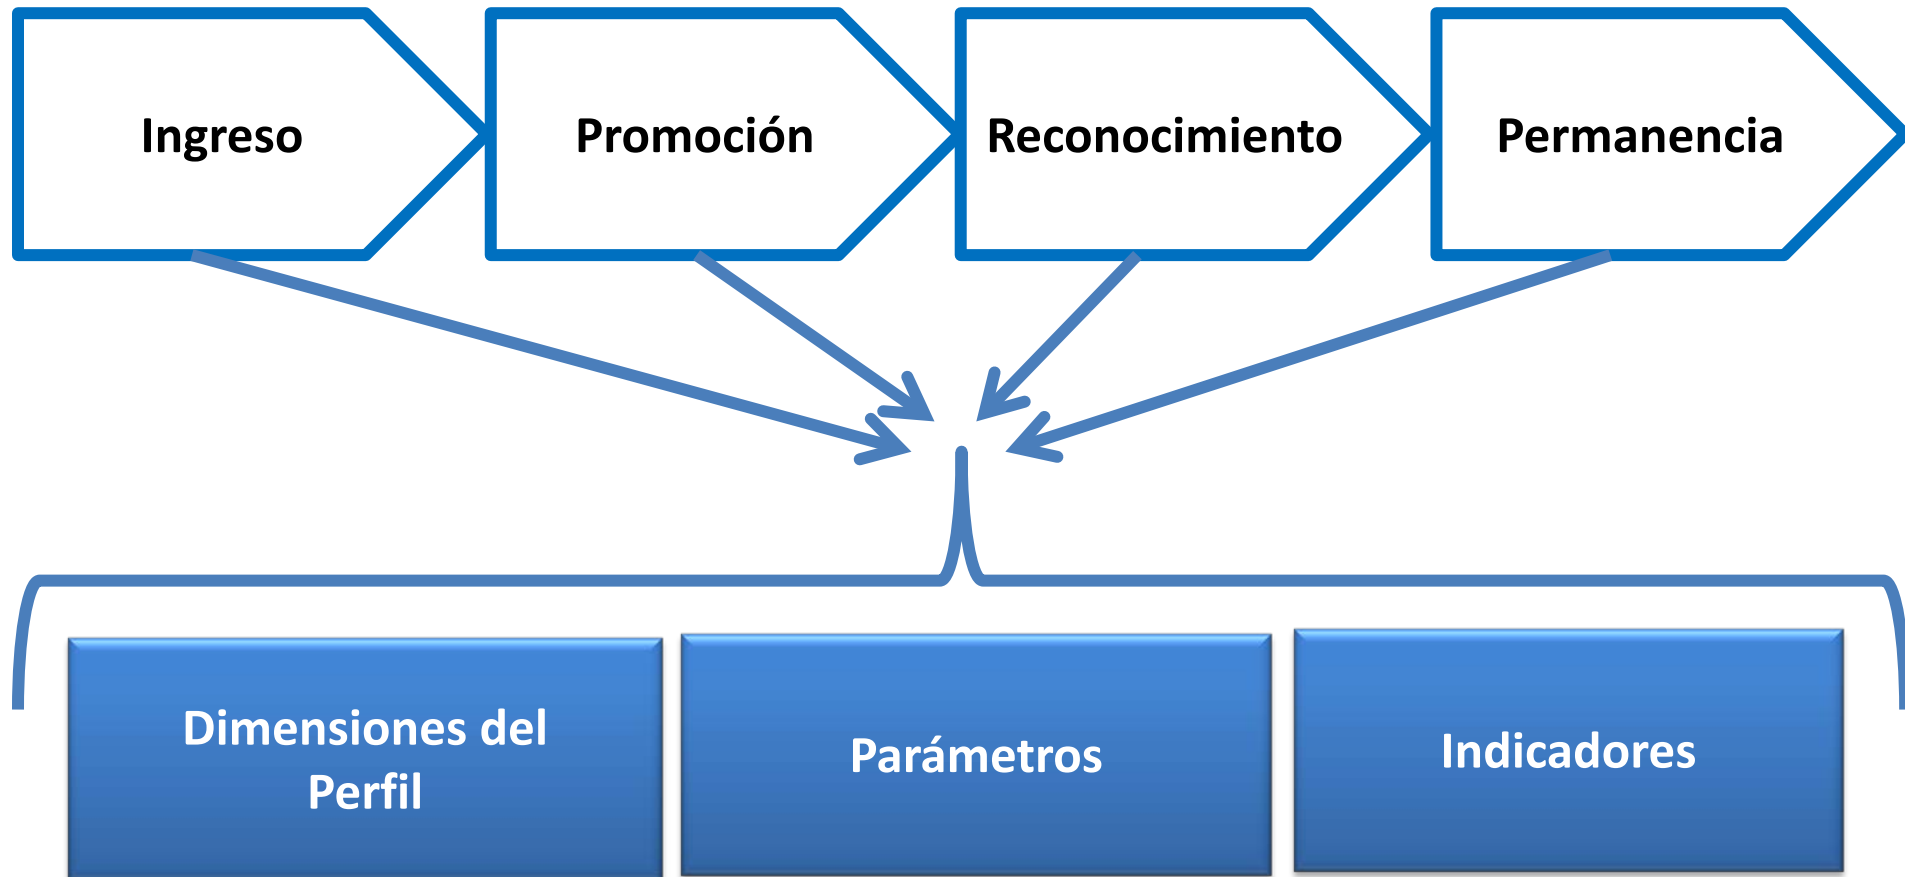 Ingreso
Promoción
Reconocimiento
Permanencia
Dimensiones del
Perfil
Parámetros
Indicadores